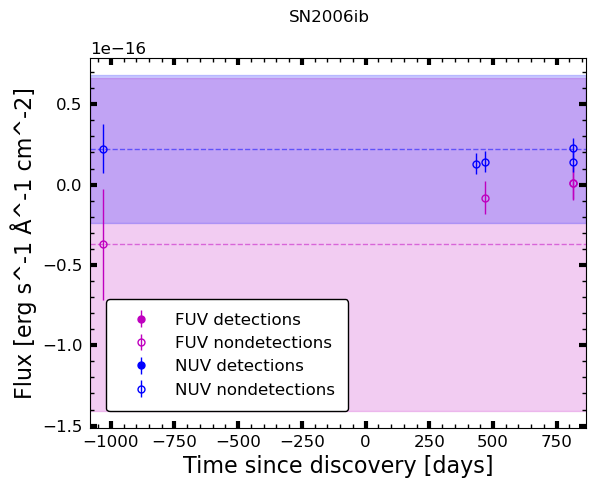 SN2006ib
1e−16
0.5
0.0
−0.5
−1.0
−1.5
Flux [erg s^-1 Å^-1 cm^-2]
FUV detections
FUV nondetections
NUV detections
NUV nondetections
−1000 −750 −500 −250 0 250 500 750
Time since discovery [days]